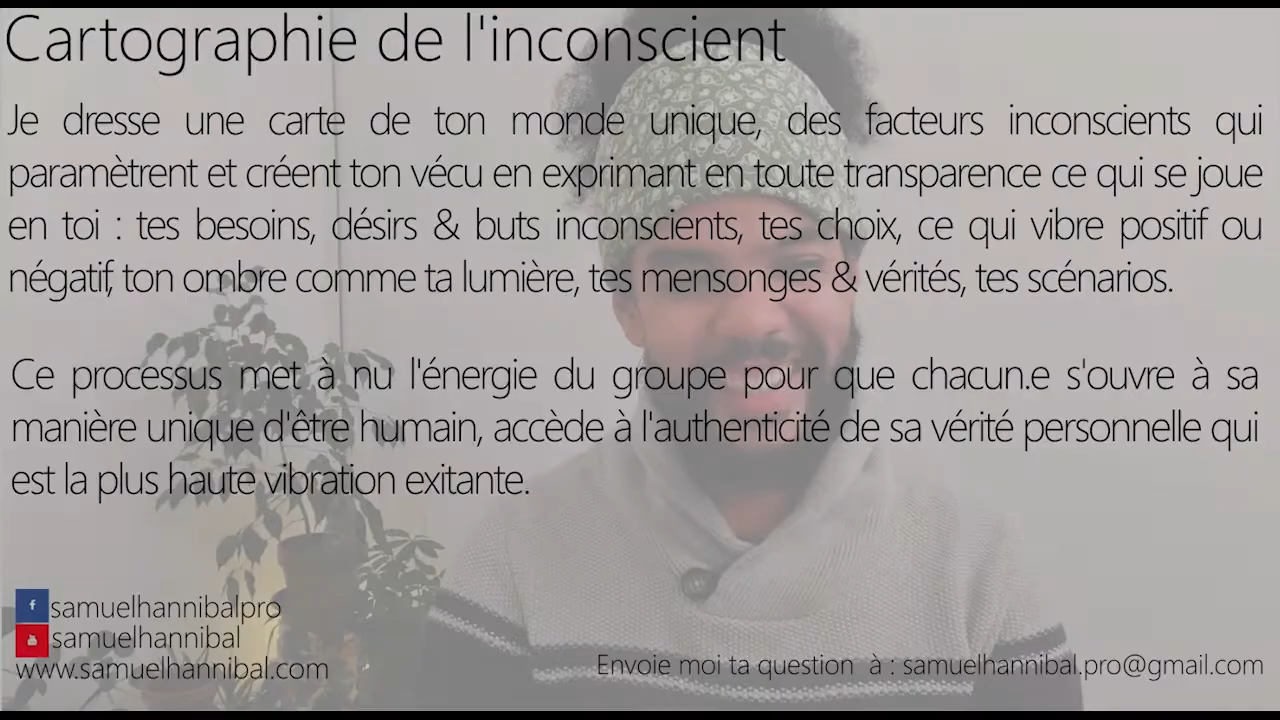 Cartographie de l'inconscient
Je dresse une carte de ton monde unique, des facteurs inconscients qui
paramètrent et créent ton vécu en exprimant en toute transparence ce qui se joue
en toi : tes besoins, désirs & buts inconscients, tes choix, ce qui vibre positif ou
négatif, ton ombre comme ta lumière, tes mensonges & vérités, tes scénarios.
Ce processus met à nu l'énergie du groupe pour que chacun.e s'ouvre à sa
manière unique d'être humain, accède à l'authenticité de sa vérité personnelle qui
est la plus haute vibration exitante.
samuelhannibalpro
samuelhannibal
www.samuelhannibal.com
Envoie moi ta question à : samuelhannibal.pro@gmail.com